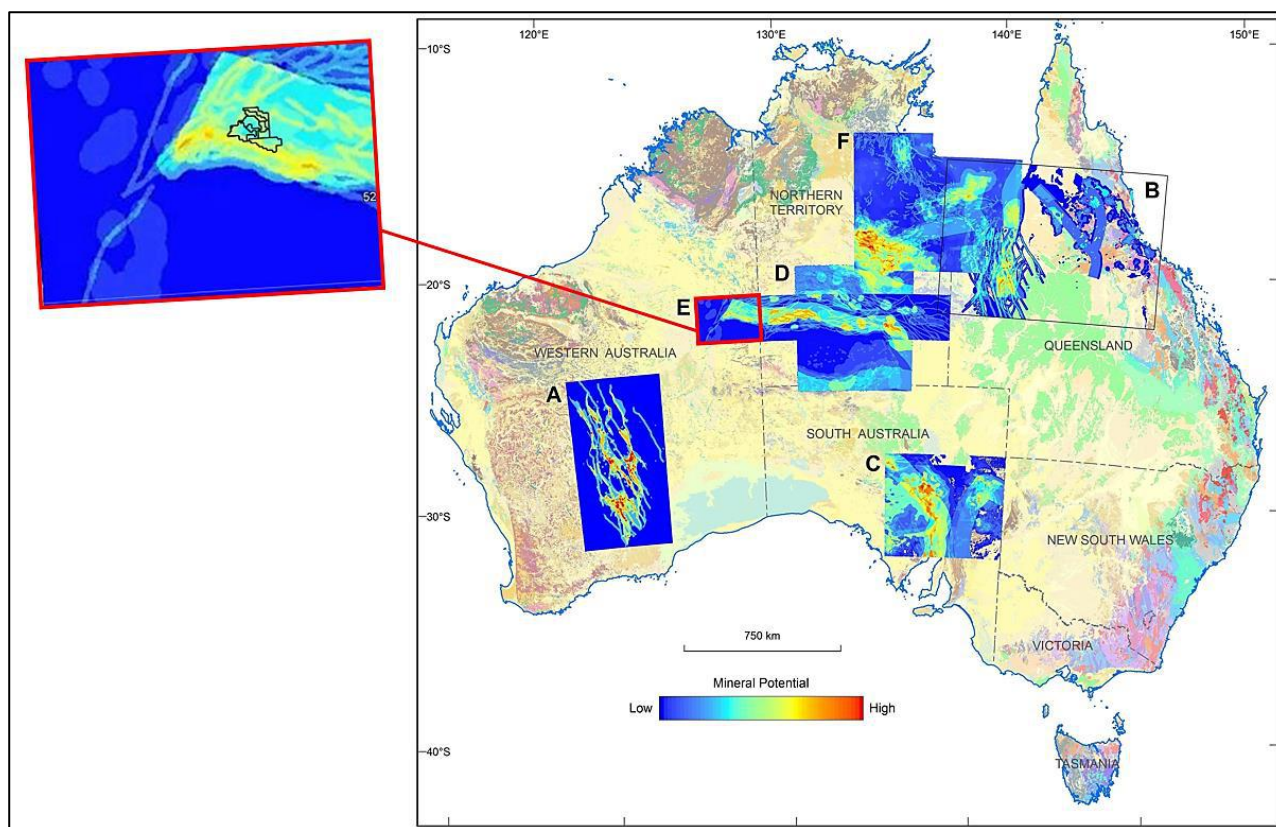 120°E 130°E 140°E 150°E
10°S
20°S
30°S
40°S
52
F
NORTHERN
TERRITORY
B
D
E
WESTERN AUSTRALIA
QUEENSLAND
A
SOUTH AUSTRALIA
C
NEW SOUTH WALES
750 km
VICTORIA
Mineral Potential
Low High
TASMANIA